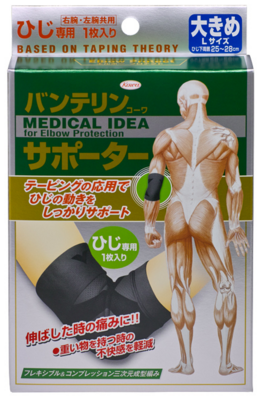 ひじ専用
右腕・左腕共用
1枚入り
大きめ
Lサイズ
ひじ下周囲25~28cm
BASED ON TAPING THEORY
Kowa
バンテリン
コーワ
MEDICAL IDEA
for Elbow Protection
サポーター
テーピングの応用で
ひじの動きを
しっかりサポート
ひじ専用
1枚入り
伸ばした時の痛みに!!
●重い物を持つ時の
不快感を軽減
フレキシブル&コンプレッション三次元成型編み